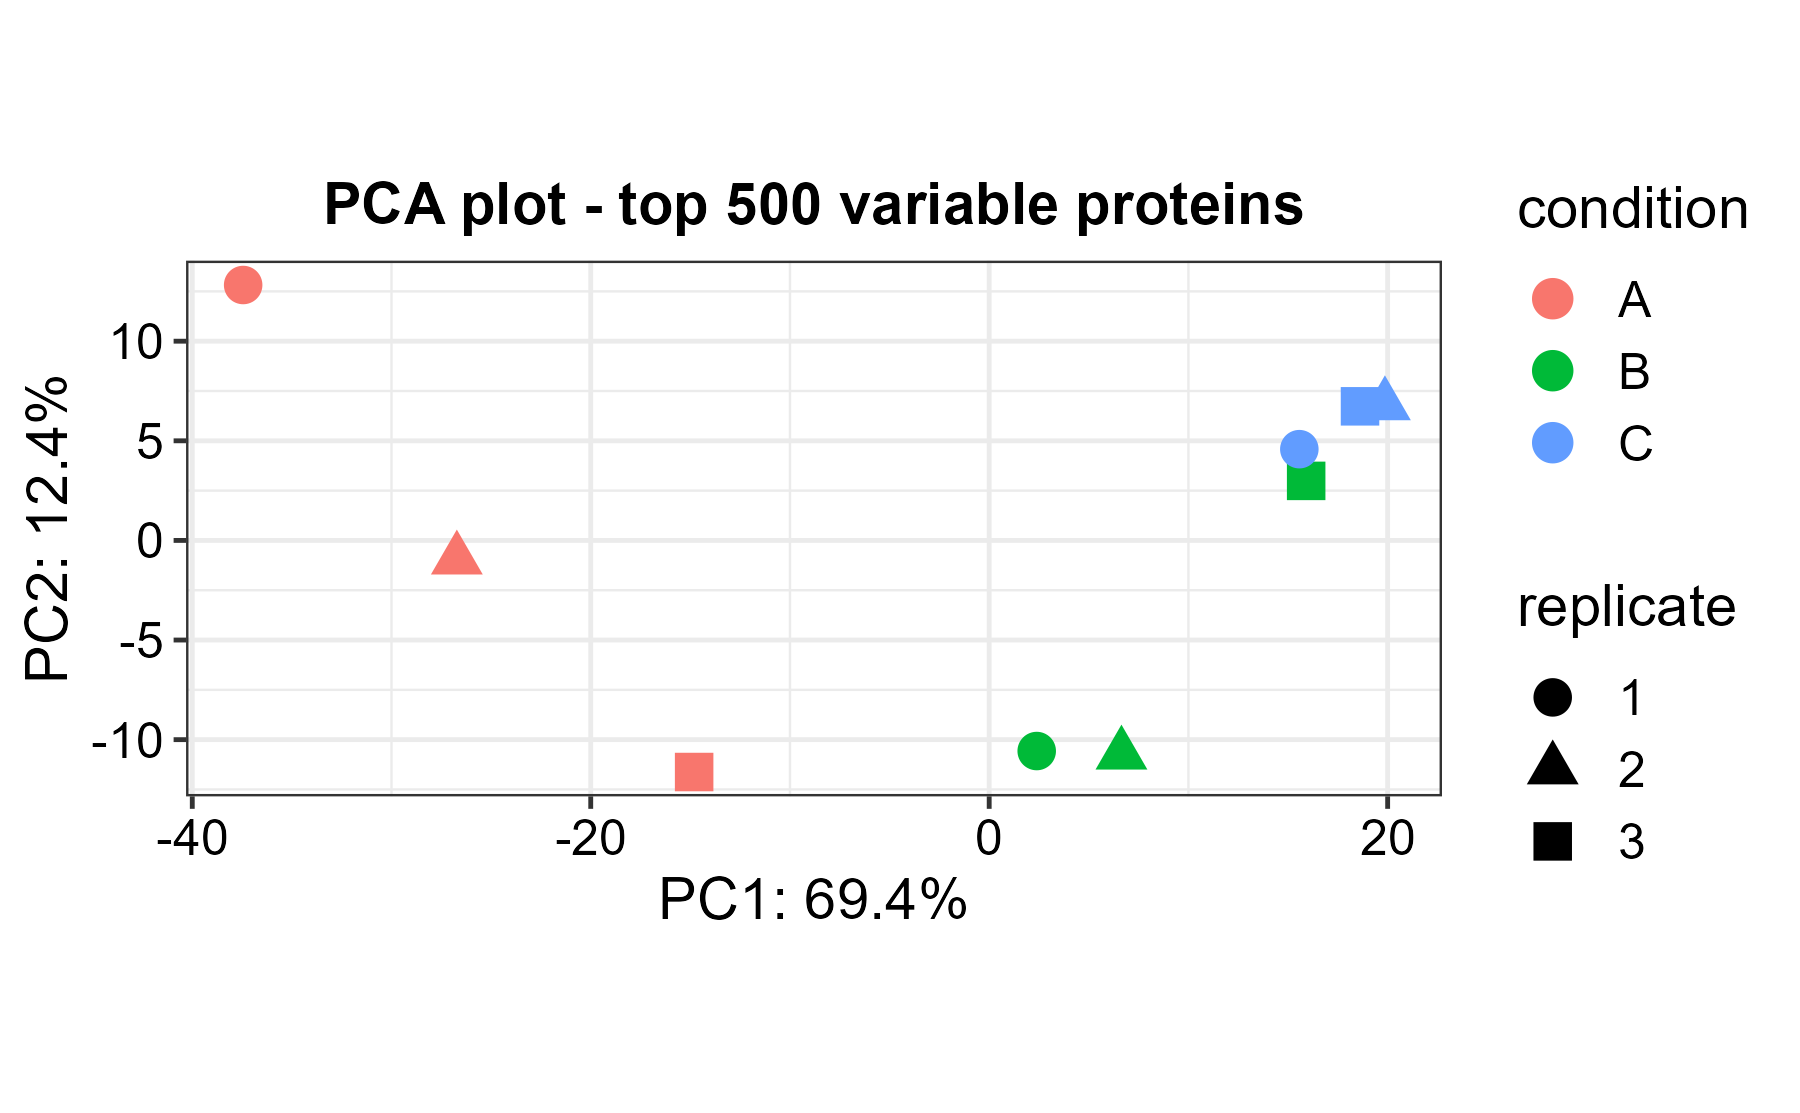 PCA plot - top 500 variable proteins
PC2: 12.4%
10
5
0
-5
-10
-40
-20
0
20
PC1: 69.4%
condition
A
B
C
replicate
1
2
3